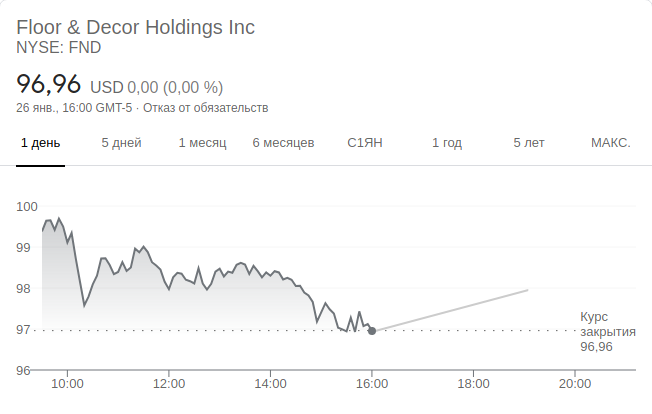 Floor & Decor Holdings Inc
NYSE: FND
96,96 USD 0,00 (0,00 %)
26 янв., 16:00 GMT-5 · Отказ от обязательств
1 день 5 дней 1 месяц 6 месяцев С1ЯН 1 год 5 лет МАКС.
100
99
98
97
96
Курс
закрытия
96,96
10:00 12:00 14:00 16:00 18:00 20:00